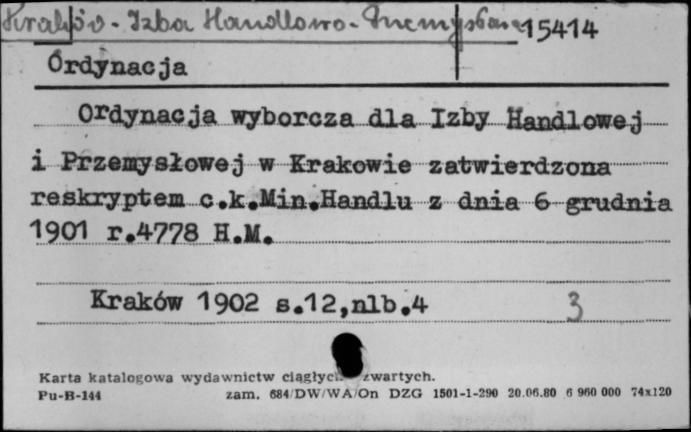 Kraków - Izba Handlowo - Przemysłowa 15414
Ordynacja
Ordynacja wyborcza dla Izby Handlowej
i Przemysłowej w Krakowie zatwierdzona
reskryptem c.k.Min.Handlu z dnia 6 grudnia
1901 r.4778 H.M.
Kraków 1902 s.12,nlb.4 3
Karta katalogowa wydawnictw ciągłych zwartych.
Pu-B-144 zam. 684/DW/WA/On DZG 1501-1-290 20.06.80 6 960 000 74x120